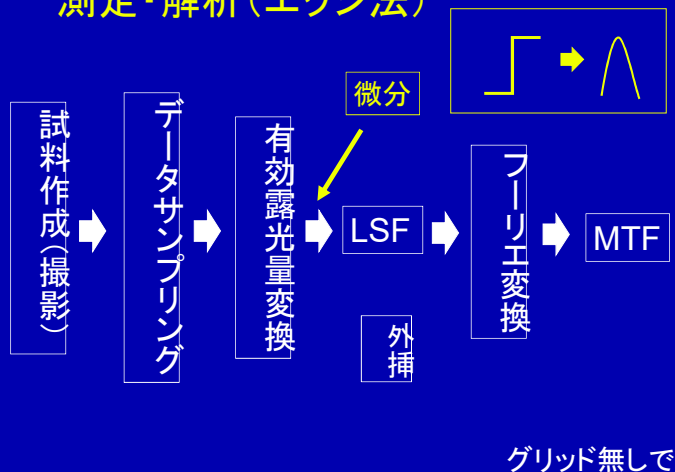 測定・解析(エッジ法)
微分
試料作成(撮影)
データサンプリング
有効露光量変換
LSF
フーリエ変換
MTF
外挿
グリッド無しで